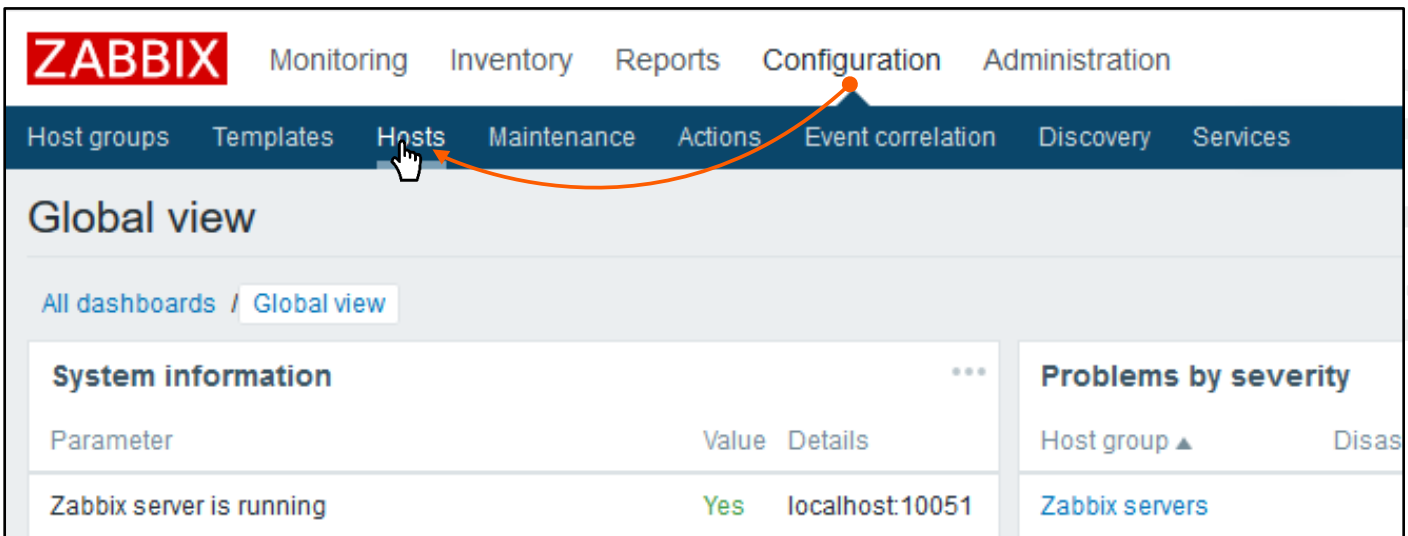 ZABBIX Monitoring Inventory Reports Configuration Administration
Host groups Templates Hosts Maintenance Actions Event correlation Discovery Services
Global view
All dashboards / Global view
System information ••• Problems by severity
Parameter Value Details Host group ▲ Disas
Zabbix server is running Yes localhost:10051 Zabbix servers